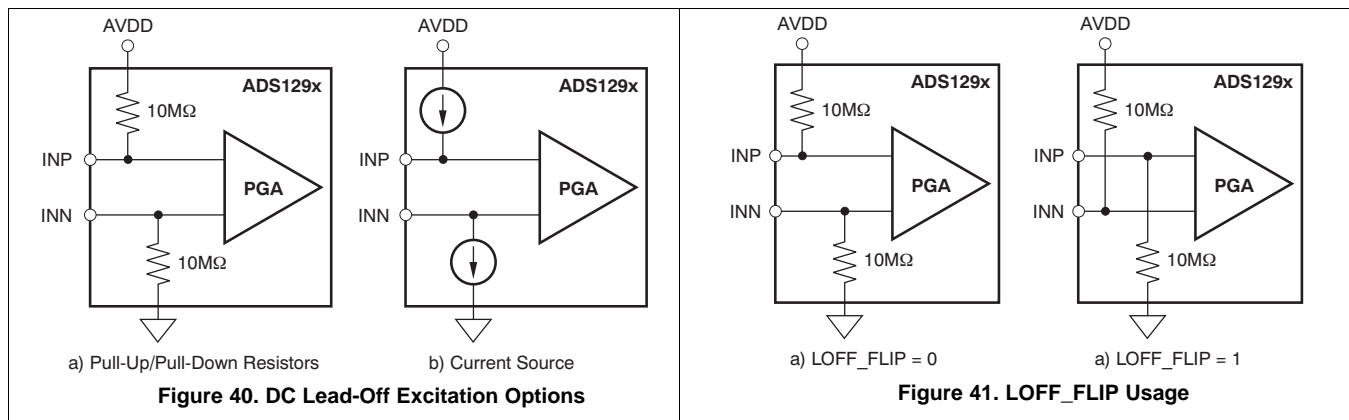 AVDD
ADS129x
10MΩ
INP
PGA
INN
10MΩ
a) Pull-Up/Pull-Down Resistors
AVDD
ADS129x
INP
PGA
INN
b) Current Source
Figure 40. DC Lead-Off Excitation Options
AVDD
ADS129x
10MΩ
INP
PGA
INN
10MΩ
a) LOFF_FLIP = 0
AVDD
ADS129x
10MΩ
INP
PGA
INN
10MΩ
a) LOFF_FLIP = 1
Figure 41. LOFF_FLIP Usage